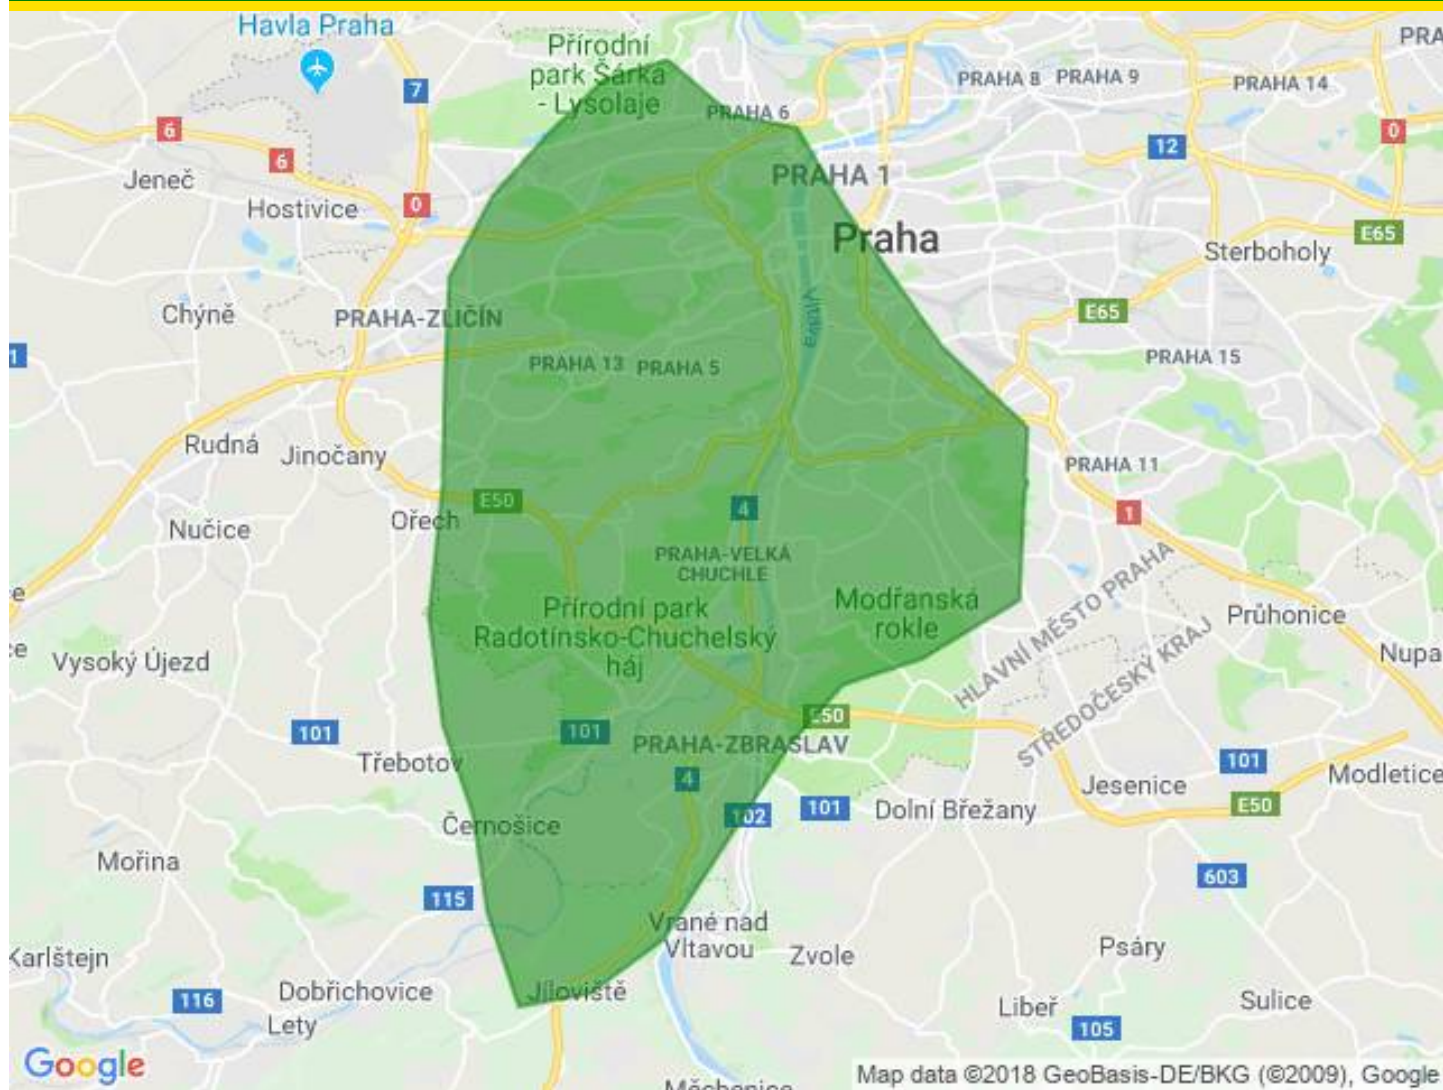 Havla Praha
Přírodní
park Šárka
- Lysolaje
PRA
7
PRAHA 8
PRAHA 9
PRAHA 14
PRAHA 6
6
0
12
6
Jeneč
PRAHA 1
Hostivice
0
Praha
E65
Sterboholy
Chýně
PRAHA-ZLIČÍN
Vltava
E65
1
PRAHA 13
PRAHA 5
PRAHA 15
Rudná
Jinočany
PRAHA 11
E50
4
1
Ořech
Nučice
PRAHA-VELKÁ
CHUCHLE
HLAVNÍ MĚSTO PRAHA
Přírodní park
Radotínsko-Chuchelský
háj
Modřanská
rokle
Průhonice
STŘEDOČESKÝ KRAJ
Vysoký Újezd
Nupa
E50
101
101
PRAHA-ZBRASLAV
Třebotov
4
101
Jesenice
Modletice
102
101
Dolní Břežany
E50
Černošice
Mořina
603
115
Vrané nad
Vltavou
Zvole
Psáry
Karlštejn
116
Dobřichovice
Jíloviště
Lety
Libeř
Sulice
105
Google
Měchenice
Map data ©2018 GeoBasis-DE/BKG (©2009), Google